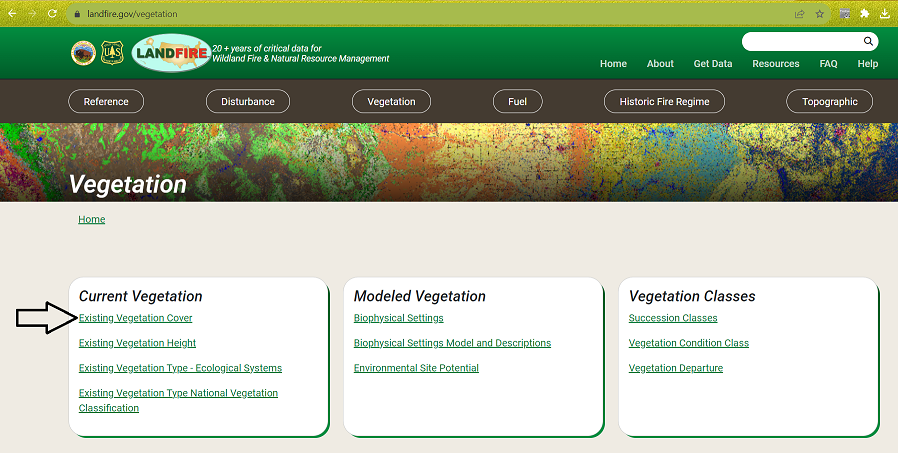 landfire.gov/vegetation
LANDFIRE
20 + years of critical data for
Wildland Fire & Natural Resource Management
Home About Get Data Resources FAQ Help
Reference Disturbance Vegetation Fuel Historic Fire Regime Topographic
Vegetation
Home
Current Vegetation
Existing Vegetation Cover
Existing Vegetation Height
Existing Vegetation Type - Ecological Systems
Existing Vegetation Type National Vegetation
Classification
Modeled Vegetation
Biophysical Settings
Biophysical Settings Model and Descriptions
Environmental Site Potential
Vegetation Classes
Succession Classes
Vegetation Condition Class
Vegetation Departure